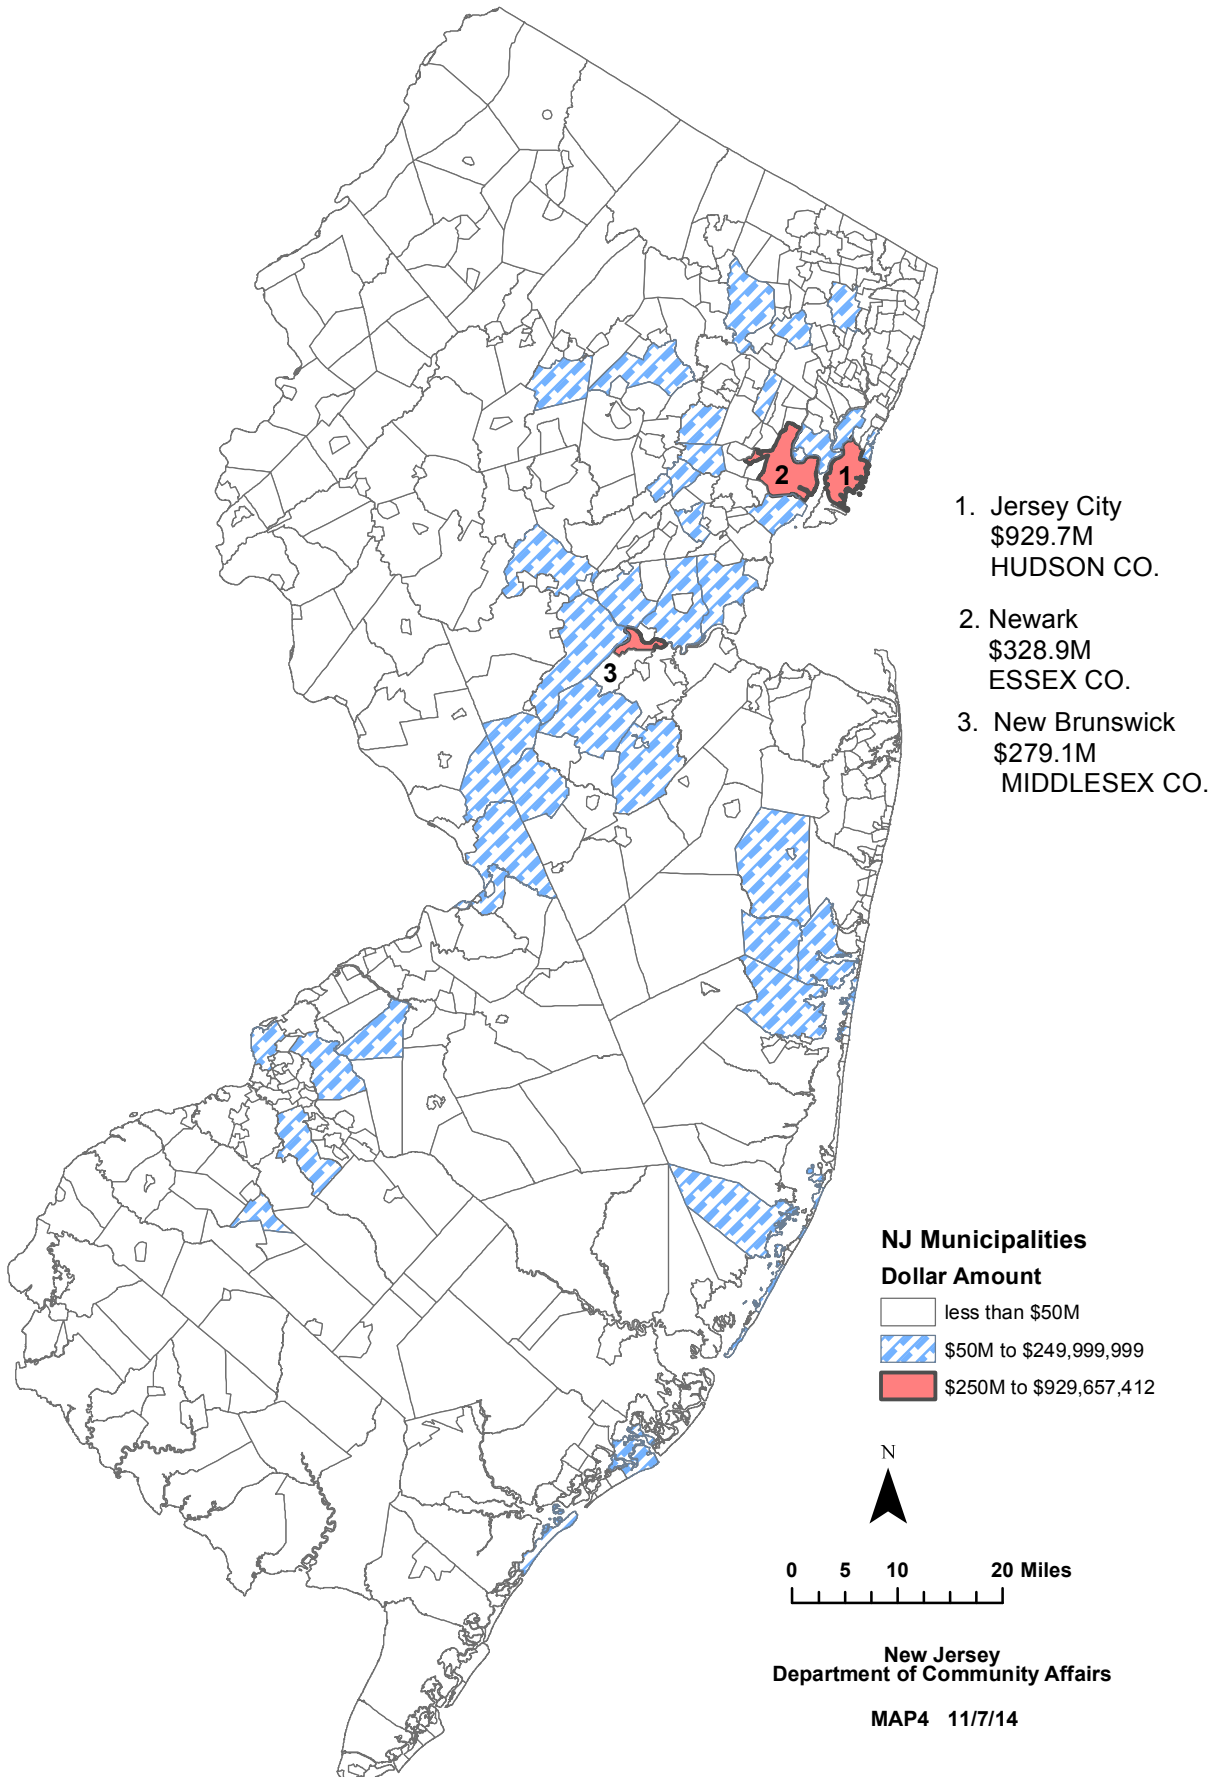 2
1
3
1. Jersey City
$929.7M
HUDSON CO.
2. Newark
$328.9M
ESSEX CO.
3. New Brunswick
$279.1M
MIDDLESEX CO.
NJ Municipalities
Dollar Amount
less than $50M
$50M to $249,999,999
$250M to $929,657,412
N
0 5 10 20 Miles
New Jersey
Department of Community Affairs
MAP4 11/7/14